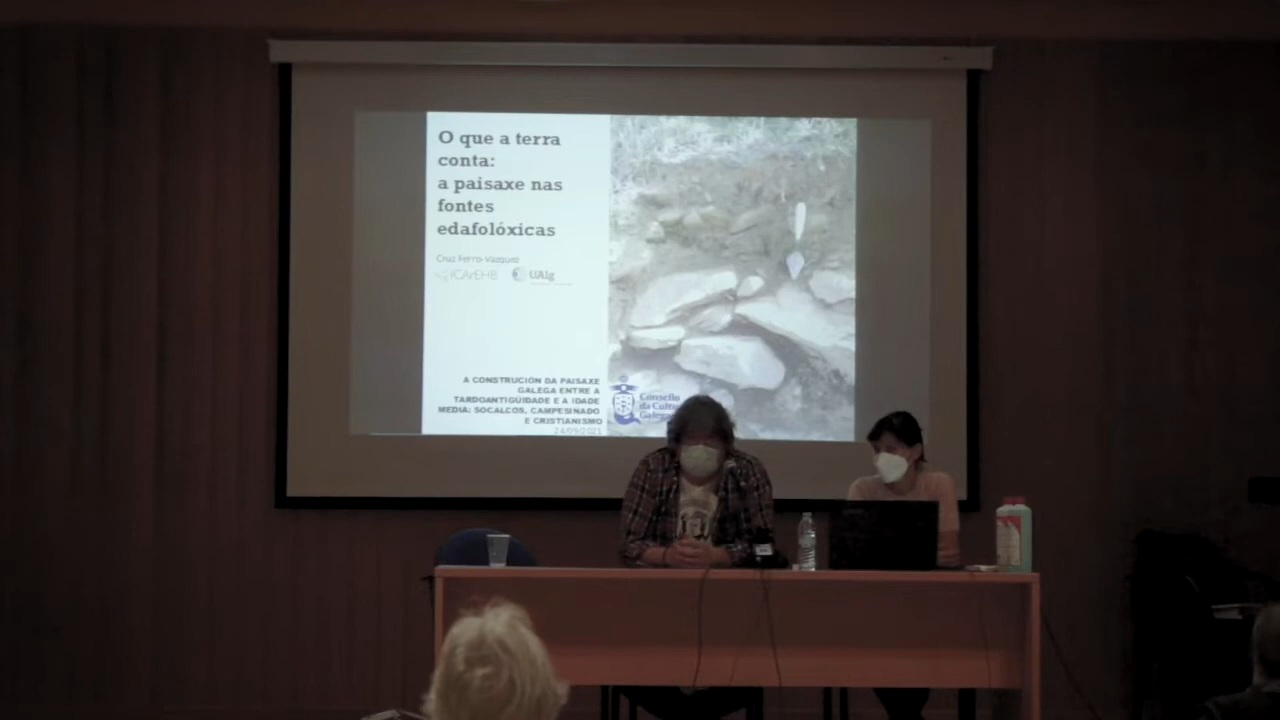 O que a terra
conta:
a paisaxe nas
fontes
edafolóxicas
Cruz Ferro-Vazquez
ICArEHB
UAlg
A CONSTRUCIÓN DA PAISAXE
GALEGA ENTRE A
TARDOANTIGÜIDADE E A IDADE
MEDIA: SOCALCOS, CAMPESINADO
E CRISTIANISMO
24/09/2021
Consello
da Cultura
Galega